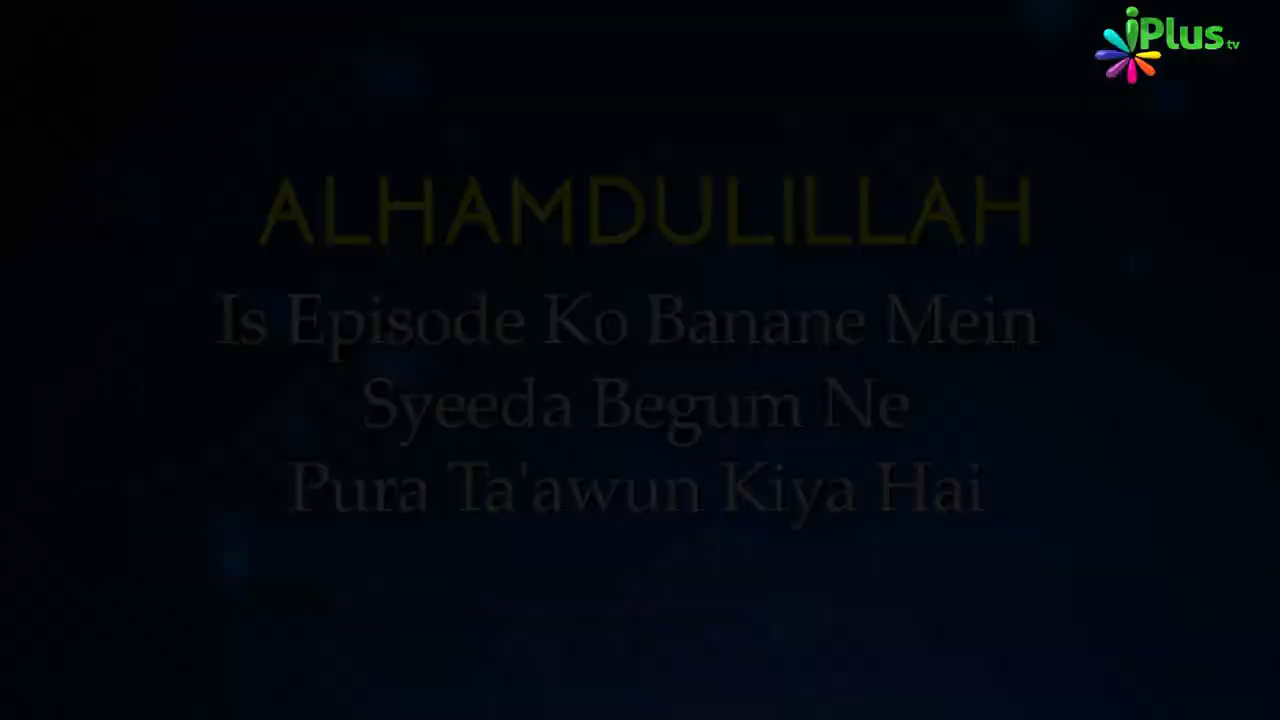 iPlus tv
ALHAMDULILLAH
Is Episode Ko Banane Mein
Syeeda Begum Ne
Pura Ta'awun Kiya Hai